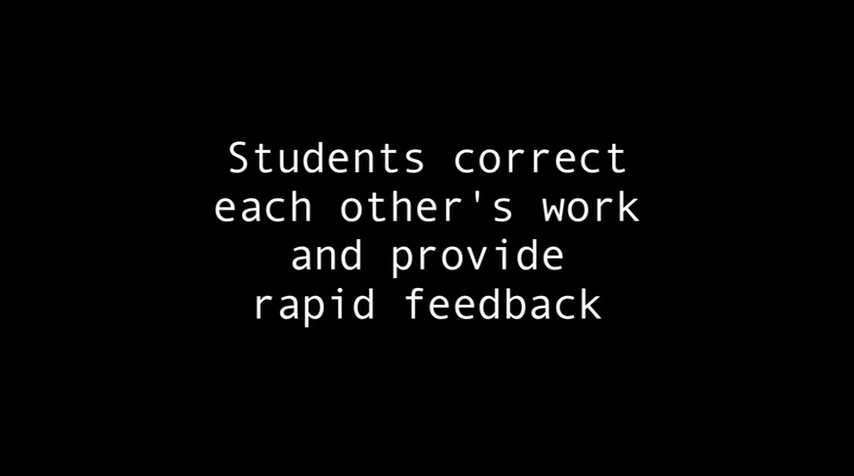 Students correct
each other's work
and provide
rapid feedback